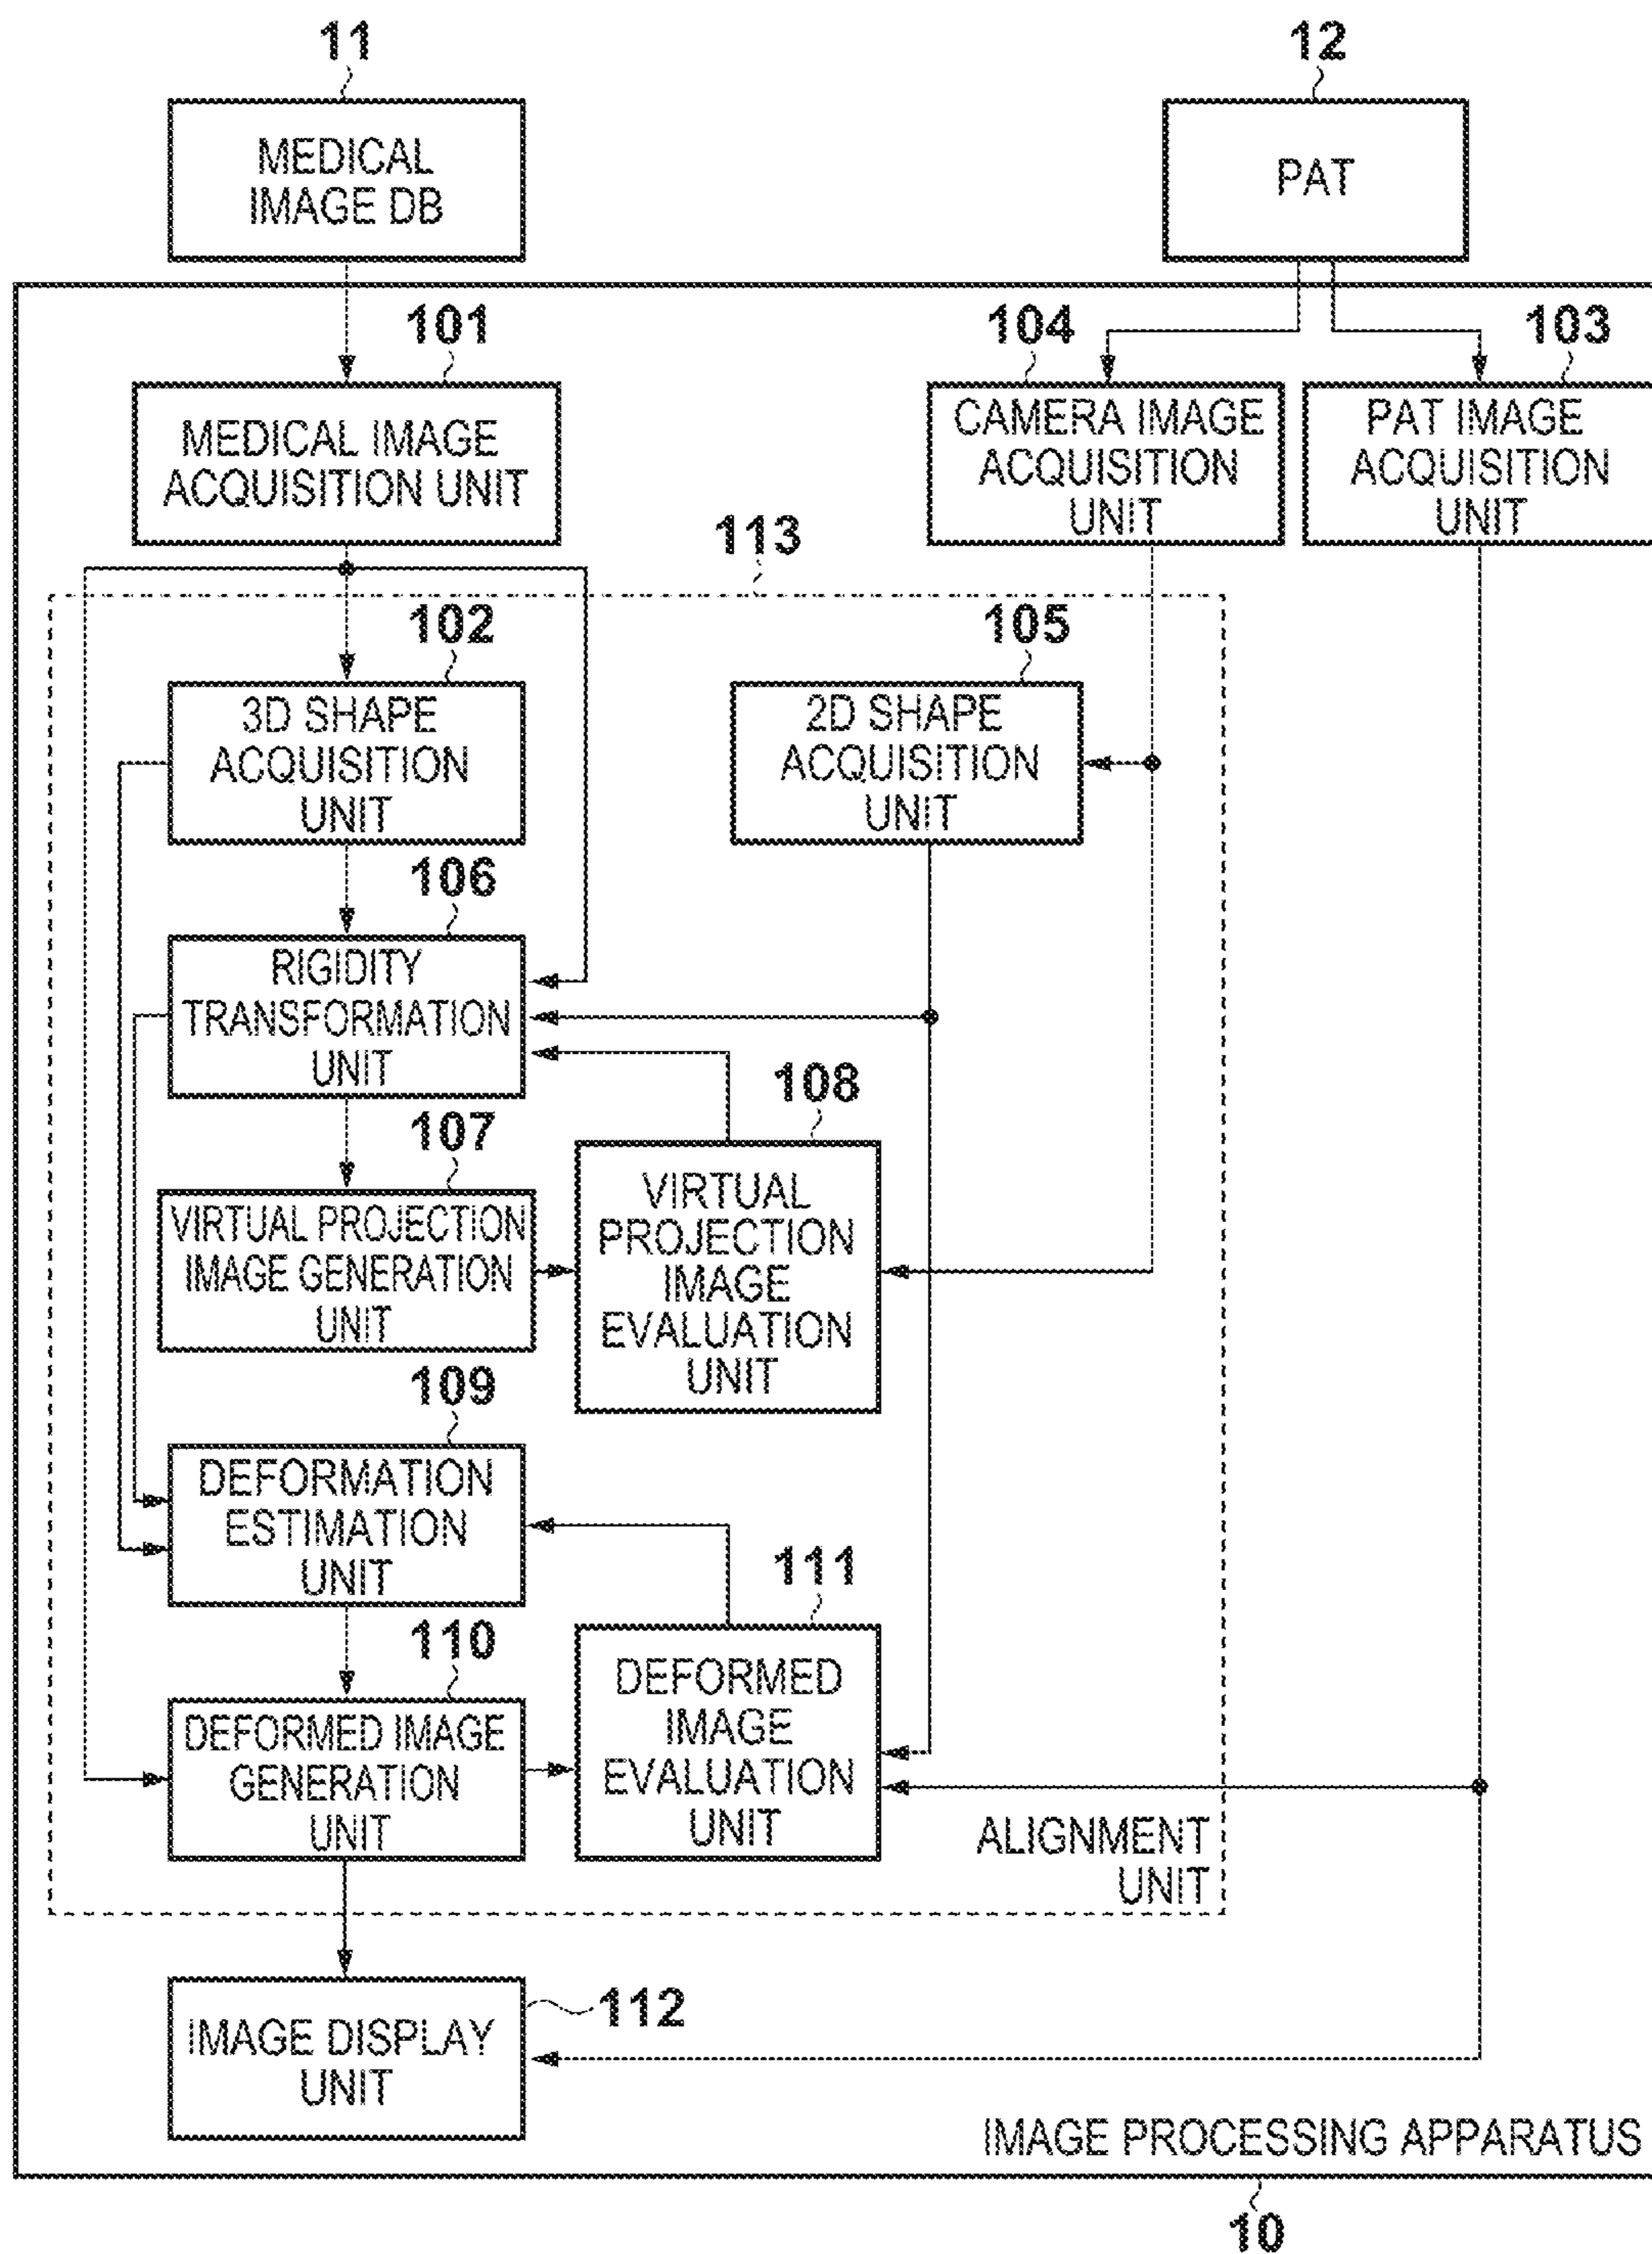 11
12
MEDICAL
IMAGE DB
PAT
101
104
103
MEDICAL IMAGE
ACQUISITION UNIT
CAMERA IMAGE
ACQUISITION
UNIT
PAT IMAGE
ACQUISITION
UNIT
113
102
105
3D SHAPE
ACQUISITION
UNIT
2D SHAPE
ACQUISITION
UNIT
106
RIGIDITY
TRANSFORMATION
UNIT
107
108
VIRTUAL PROJECTION
IMAGE GENERATION
UNIT
VIRTUAL
PROJECTION
IMAGE
EVALUATION
UNIT
109
DEFORMATION
ESTIMATION
UNIT
110
111
DEFORMED IMAGE
GENERATION
UNIT
DEFORMED
IMAGE
EVALUATION
UNIT
ALIGNMENT
UNIT
112
IMAGE DISPLAY
UNIT
IMAGE PROCESSING APPARATUS
10